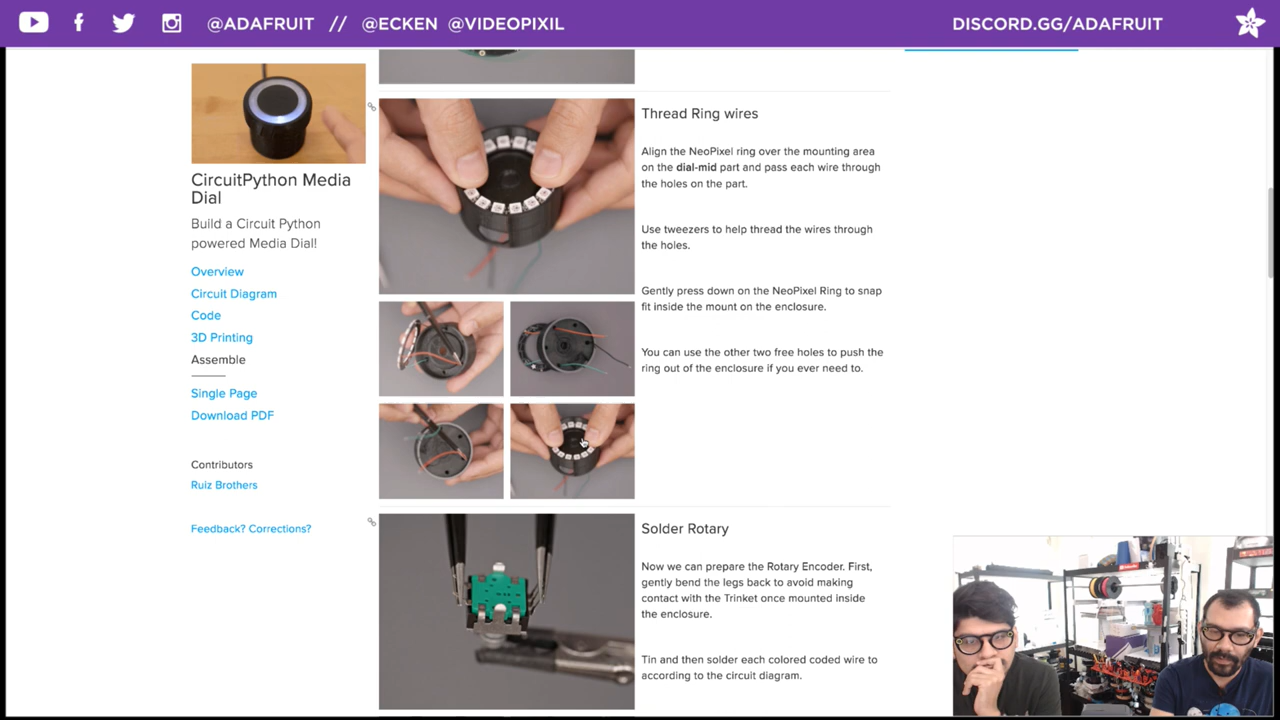 @ADAFRUIT // @ECKEN @VIDEOPIXIL
DISCORD.GG/ADAFRUIT
CircuitPython Media
Dial
Build a Circuit Python
powered Media Dial!
Overview
Circuit Diagram
Code
3D Printing
Assemble
Single Page
Download PDF
Contributors
Ruiz Brothers
Feedback? Corrections?
Thread Ring wires
Align the NeoPixel ring over the mounting area
on the dial-mid part and pass each wire through
the holes on the part.
Use tweezers to help thread the wires through
the holes.
Gently press down on the NeoPixel Ring to snap
fit inside the mount on the enclosure.
You can use the other two free holes to push the
ring out of the enclosure if you ever need to.
Solder Rotary
Now we can prepare the Rotary Encoder. First,
gently bend the legs back to avoid making
contact with the Trinket once mounted inside
the enclosure.
Tin and then solder each colored coded wire to
according to the circuit diagram.